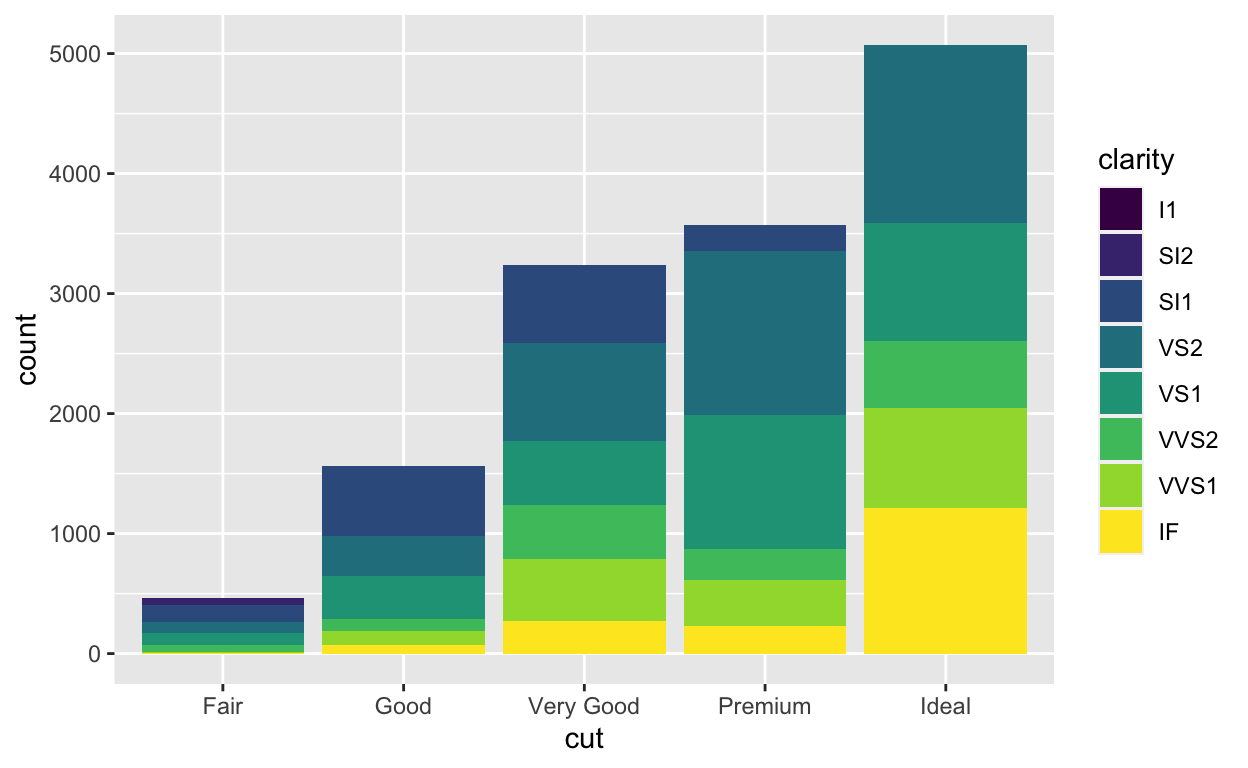 5000
4000
3000
2000
1000
0
count
Fair Good Very Good Premium Ideal
cut
clarity
I1
SI2
SI1
VS2
VS1
VVS2
VVS1
IF